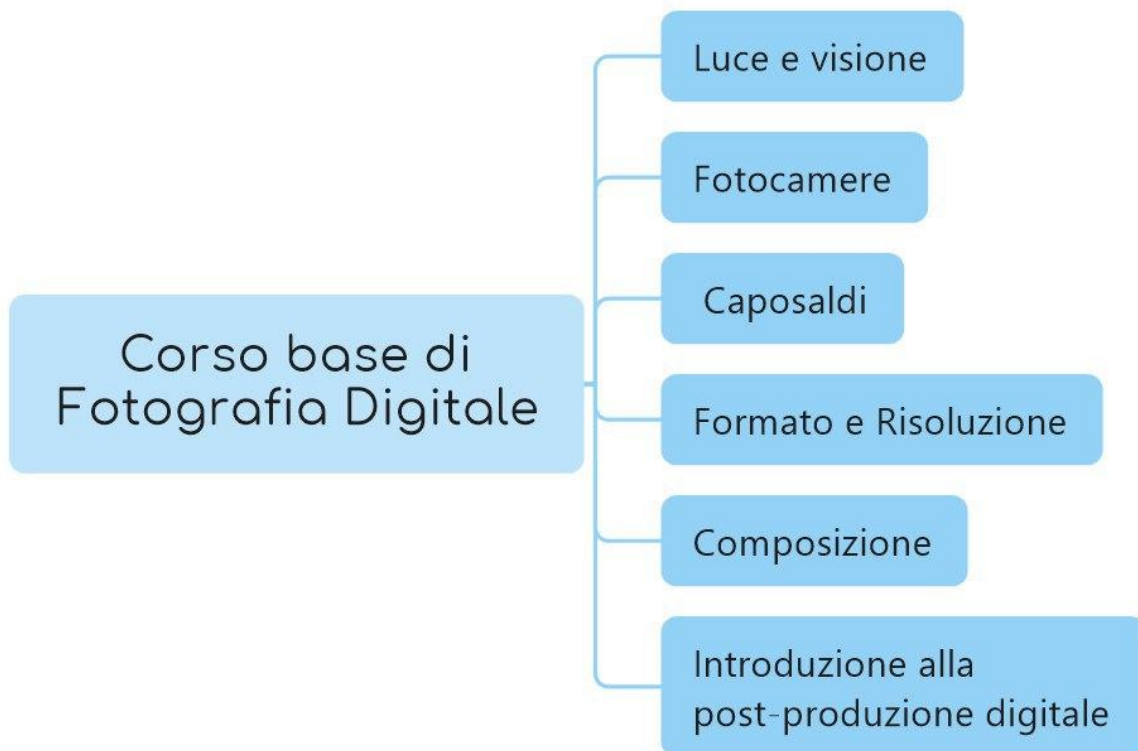 Luce e visione
Fotocamere
Caposaldi
Corso base di
Fotografia Digitale
Formato e Risoluzione
Composizione
Introduzione alla
post-produzione digitale